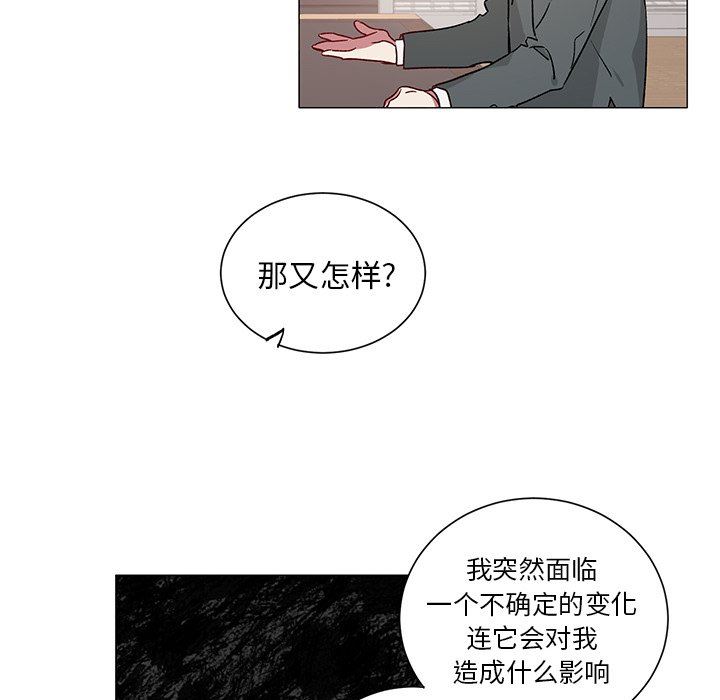 那又怎样?
我突然面临
一个不确定的变化
连它会对我
造成什么影响